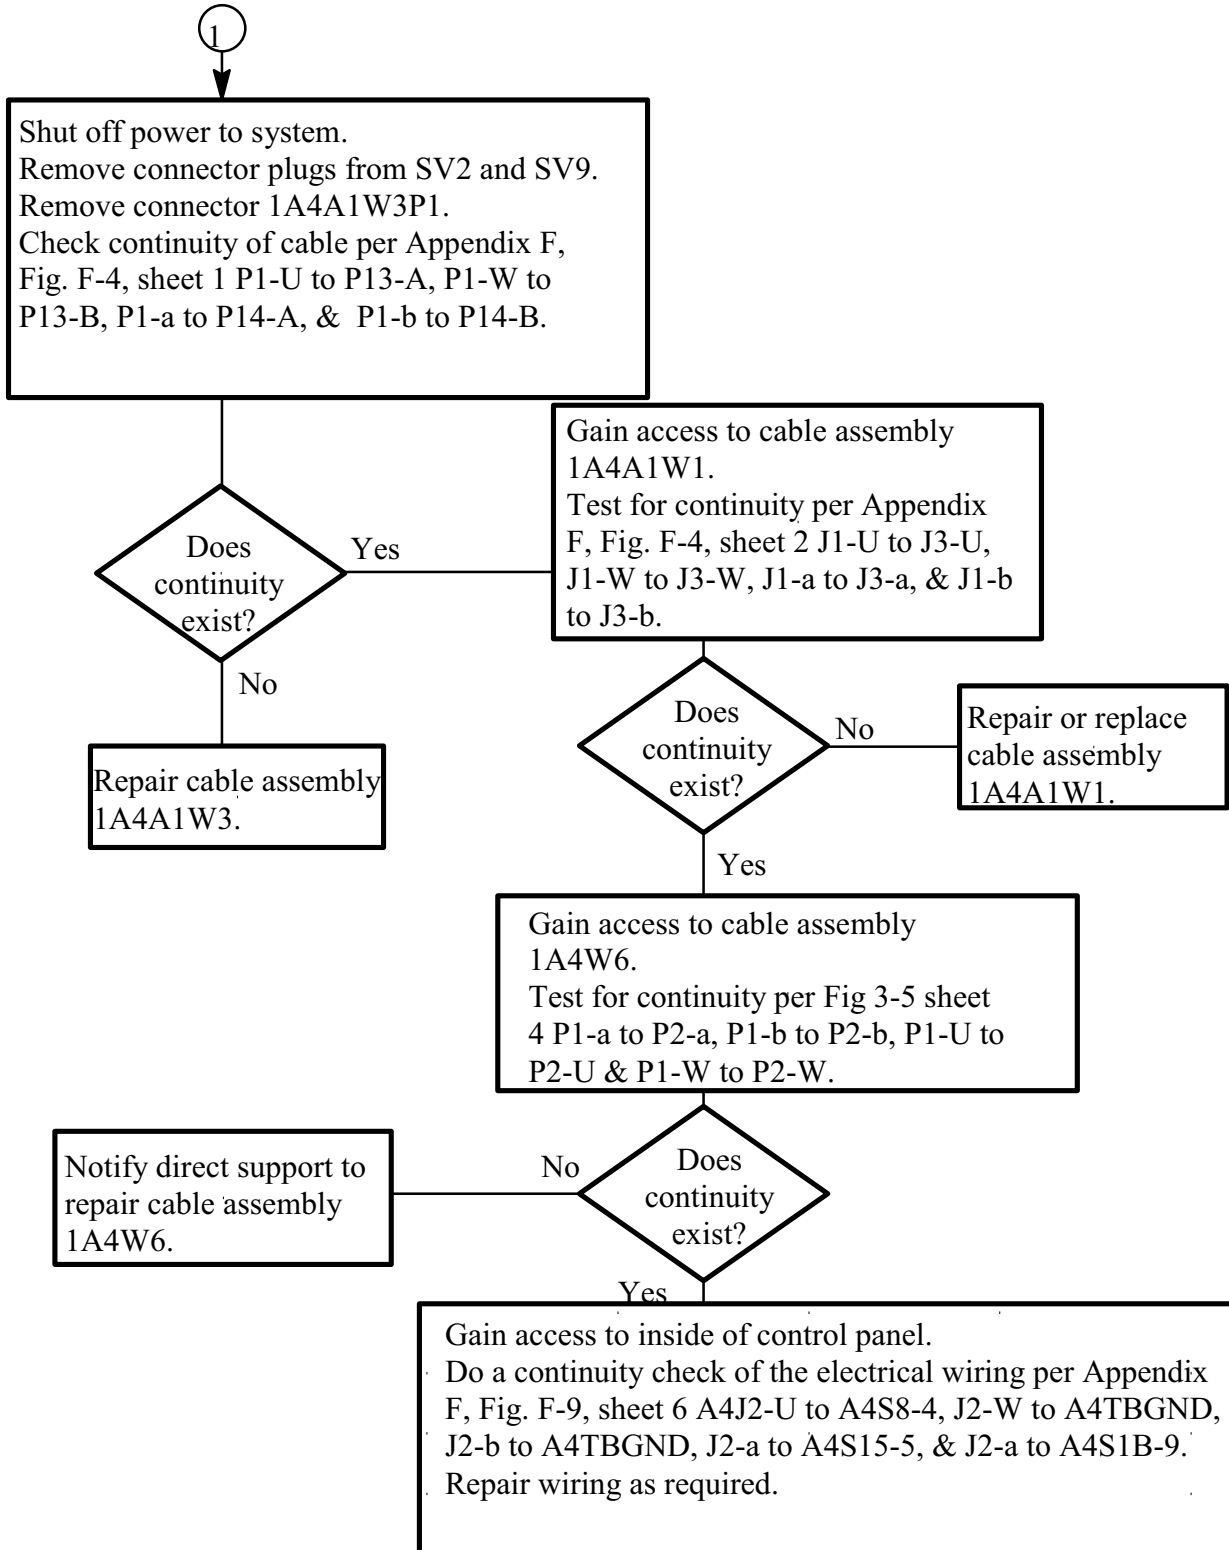 1
Shut off power to system.
Remove connector plugs from SV2 and SV9.
Remove connector 1A4A1W3P1.
Check continuity of cable per Appendix F,
Fig. F-4, sheet 1 P1-U to P13-A, P1-W to
P13-B, P1-a to P14-A, & P1-b to P14-B.
Does
continuity
exist?
Yes
No
Gain access to cable assembly
1A4A1W1.
Test for continuity per Appendix
F, Fig. F-4, sheet 2 J1-U to J3-U,
J1-W to J3-W, J1-a to J3-a, & J1-b
to J3-b.
Repair cable assembly
1A4A1W3.
Does
continuity
exist?
No
Yes
Repair or replace
cable assembly
1A4A1W1.
Gain access to cable assembly
1A4W6.
Test for continuity per Fig 3-5 sheet
4 P1-a to P2-a, P1-b to P2-b, P1-U to
P2-U & P1-W to P2-W.
Does
continuity
exist?
No
Yes
Notify direct support to
repair cable assembly
1A4W6.
Gain access to inside of control panel.
Do a continuity check of the electrical wiring per Appendix
F, Fig. F-9, sheet 6 A4J2-U to A4S8-4, J2-W to A4TBGND,
J2-b to A4TBGND, J2-a to A4S15-5, & J2-a to A4S1B-9.
Repair wiring as required.